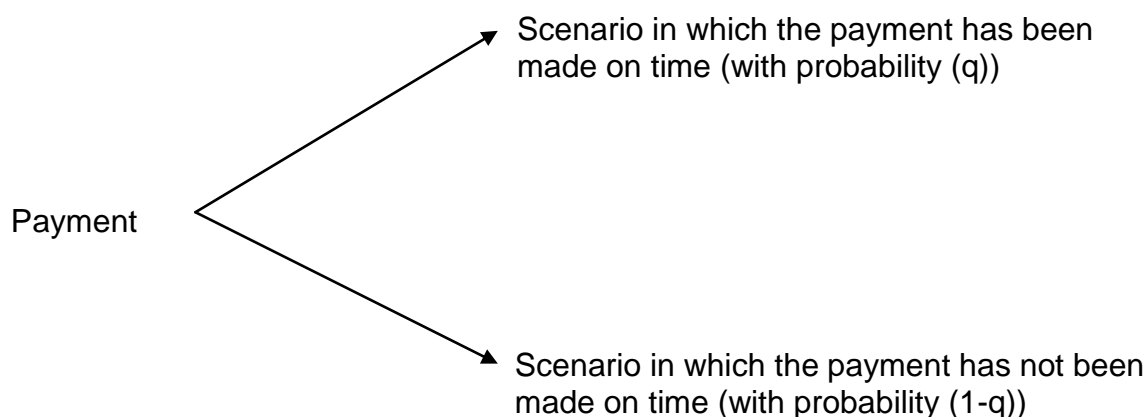 Scenario in which the payment has been
made on time (with probability (q))
Payment
Scenario in which the payment has not been
made on time (with probability (1-q))